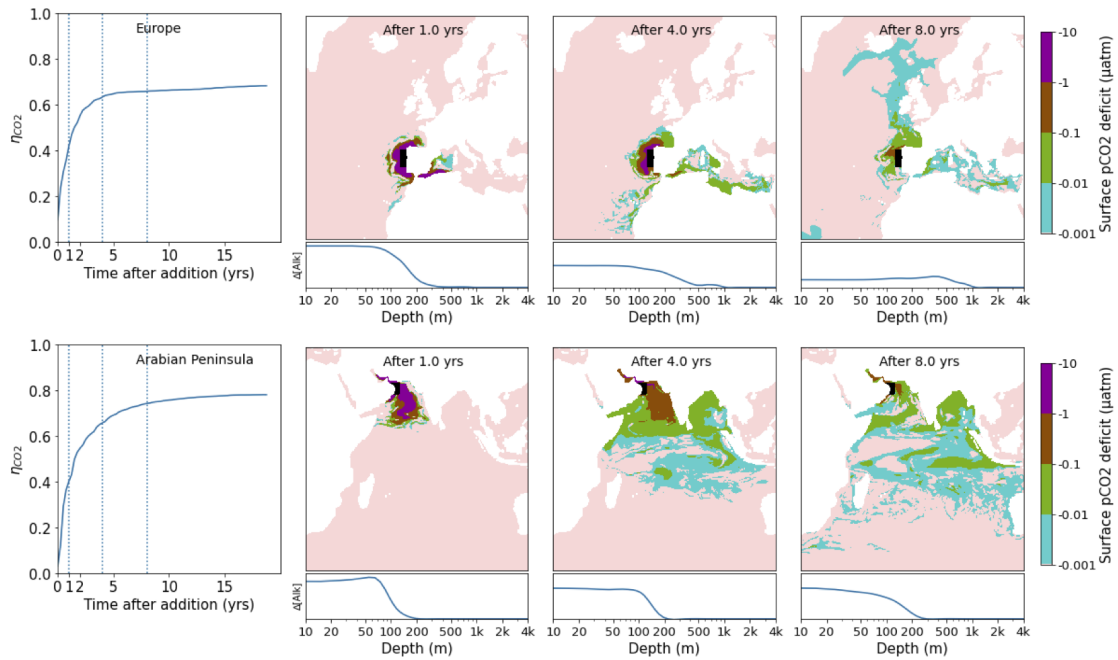 Europe
1.0
0.8
0.6
0.4
0.2
0.0
ηCO2
0 1 2 5 10 15
Time after addition (yrs)
After 1.0 yrs
After 4.0 yrs
After 8.0 yrs
-10
-1
-0.1
-0.01
-0.001
Surface pCO2 deficit (μatm)
Δ[Alk]
10 20 50 100 200 500 1k 4k
Depth (m)
10 20 50 100 200 500 1k 4k
Depth (m)
10 20 50 100 200 500 1k 4k
Depth (m)
Arabian Peninsula
1.0
0.8
0.6
0.4
0.2
0.0
ηCO2
0 1 2 5 10 15
Time after addition (yrs)
After 1.0 yrs
After 4.0 yrs
After 8.0 yrs
-10
-1
-0.1
-0.01
-0.001
Surface pCO2 deficit (μatm)
Δ[Alk]
10 20 50 100 200 500 1k 4k
Depth (m)
10 20 50 100 200 500 1k 4k
Depth (m)
10 20 50 100 200 500 1k 4k
Depth (m)